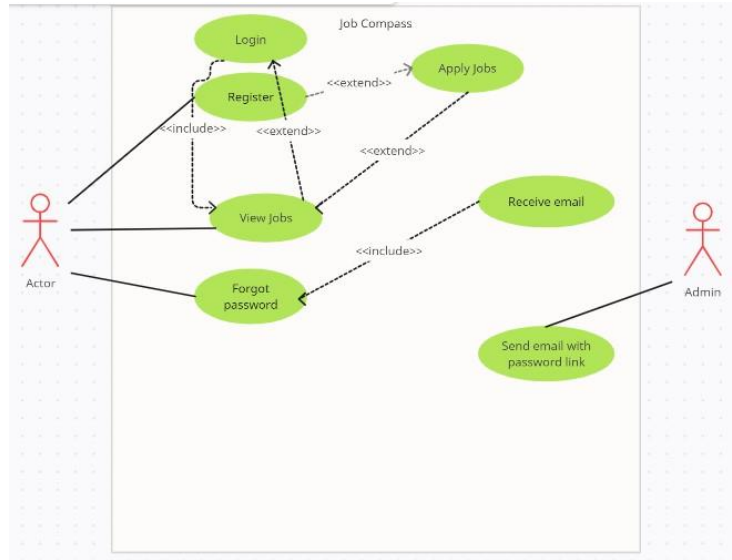 Job Compass
Login
Apply Jobs
<<extend>>
Register
<<include>>
<<extend>>
<<extend>>
Receive email
View Jobs
<<include>>
Actor
Admin
Forgot
password
Send email with
password link